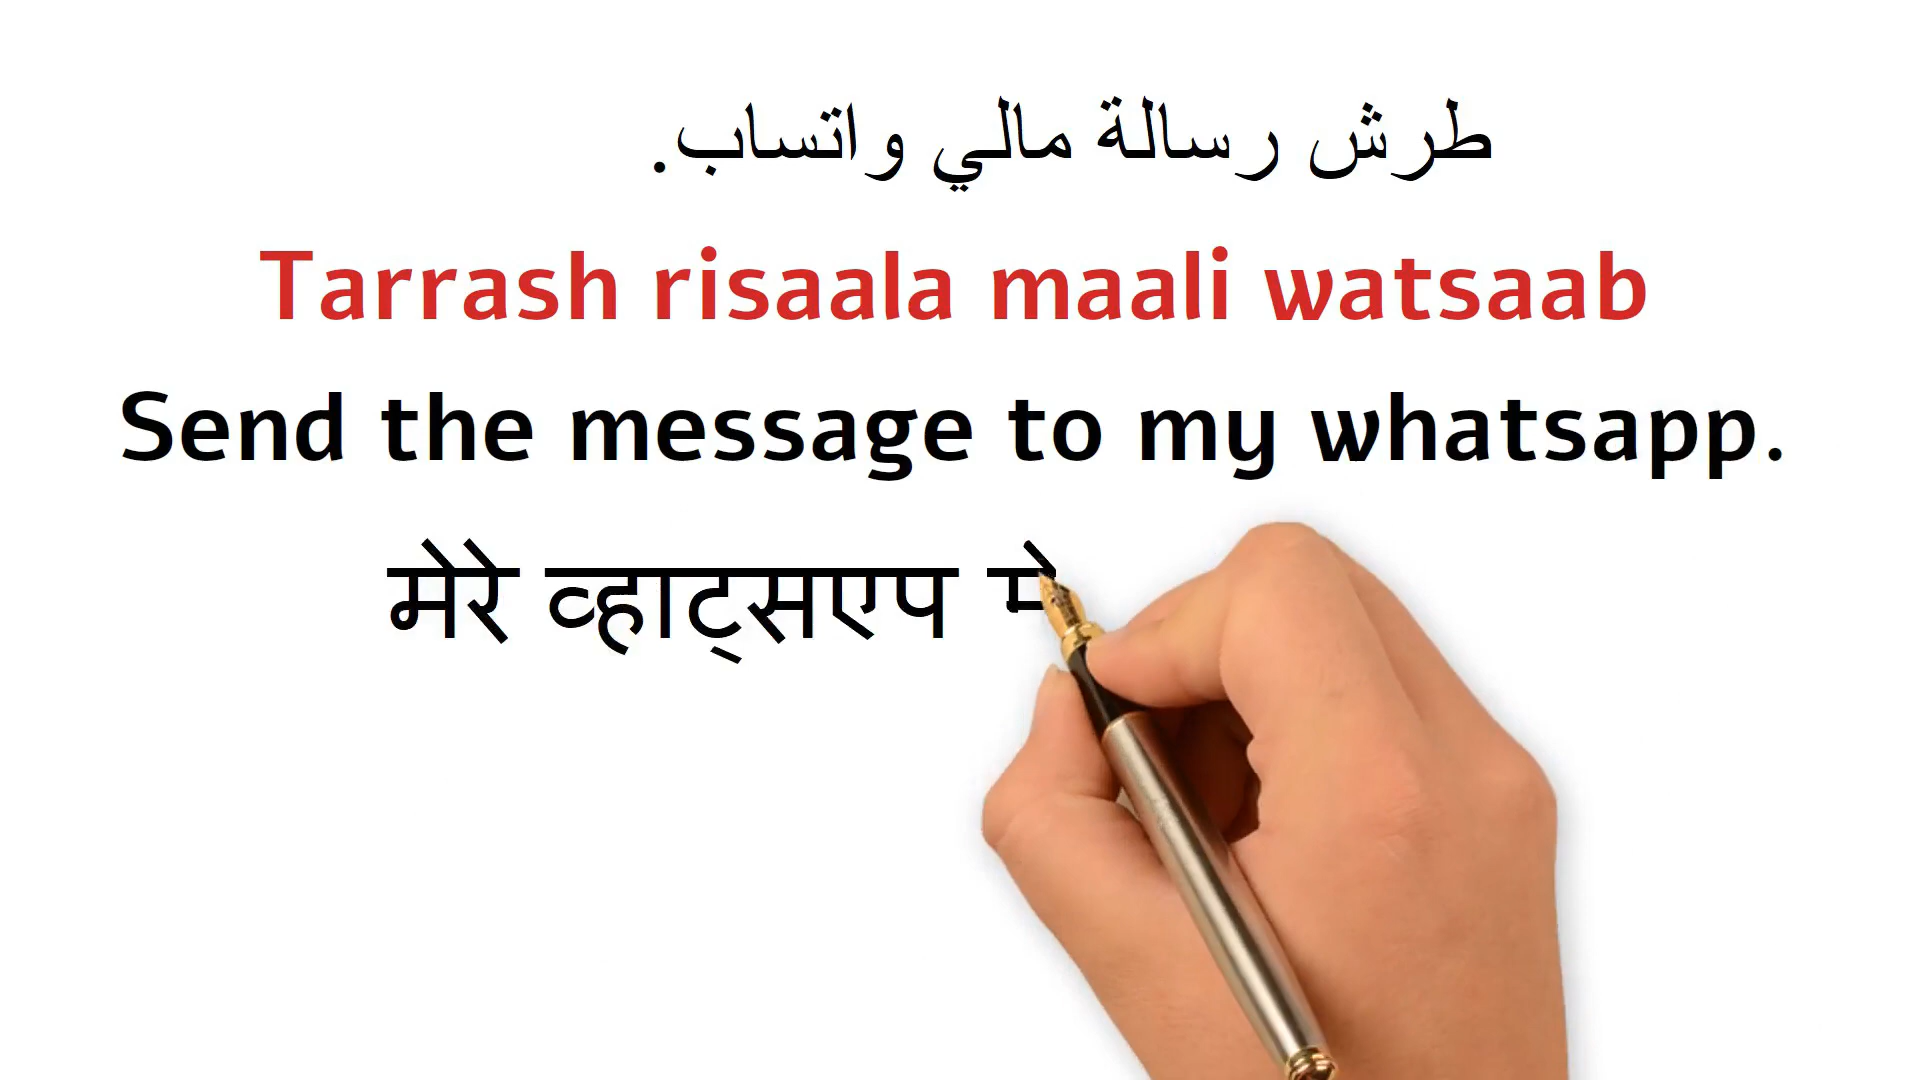 طرش رسالة مالي واتساب.
Tarrash risaala maali watsaab
Send the message to my whatsapp.
मेरे व्हाट्सएप